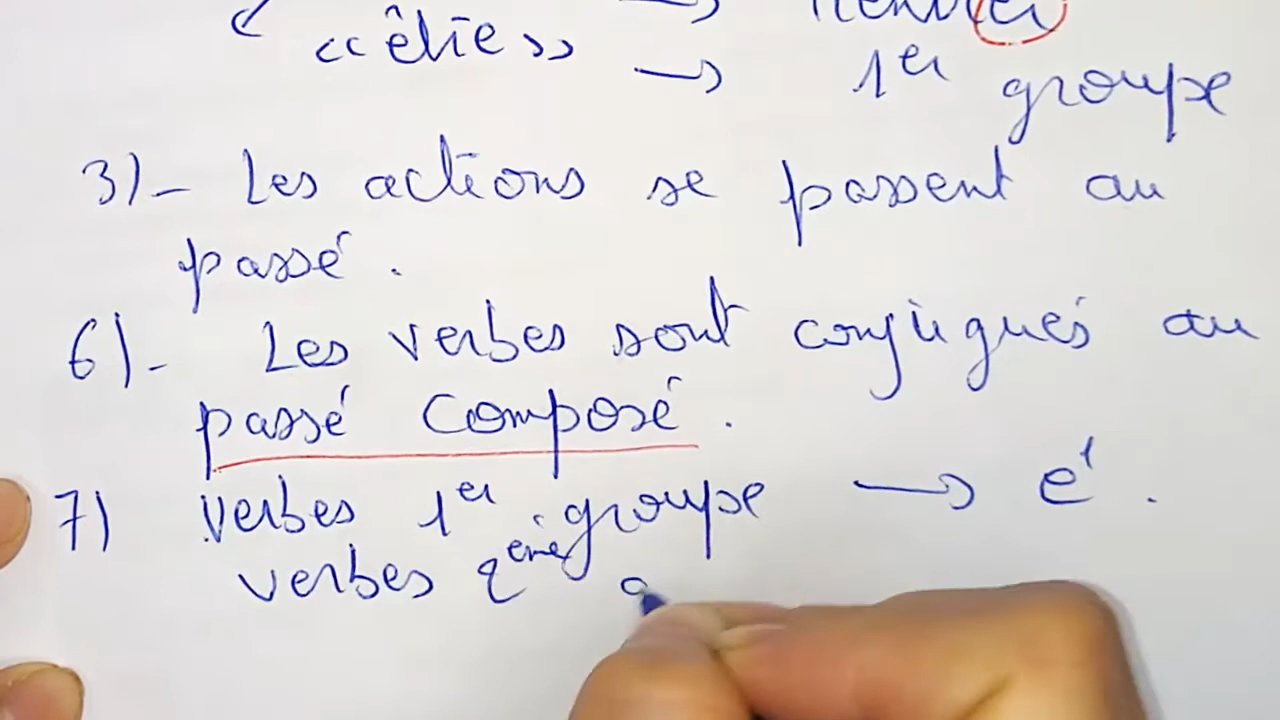 →
« être » → 1er groupe
3)- Les actions se passent au
passé.
6)- Les verbes sont conjugués au
passé composé.
7) verbes 1er groupe → é.
verbes 2ème g